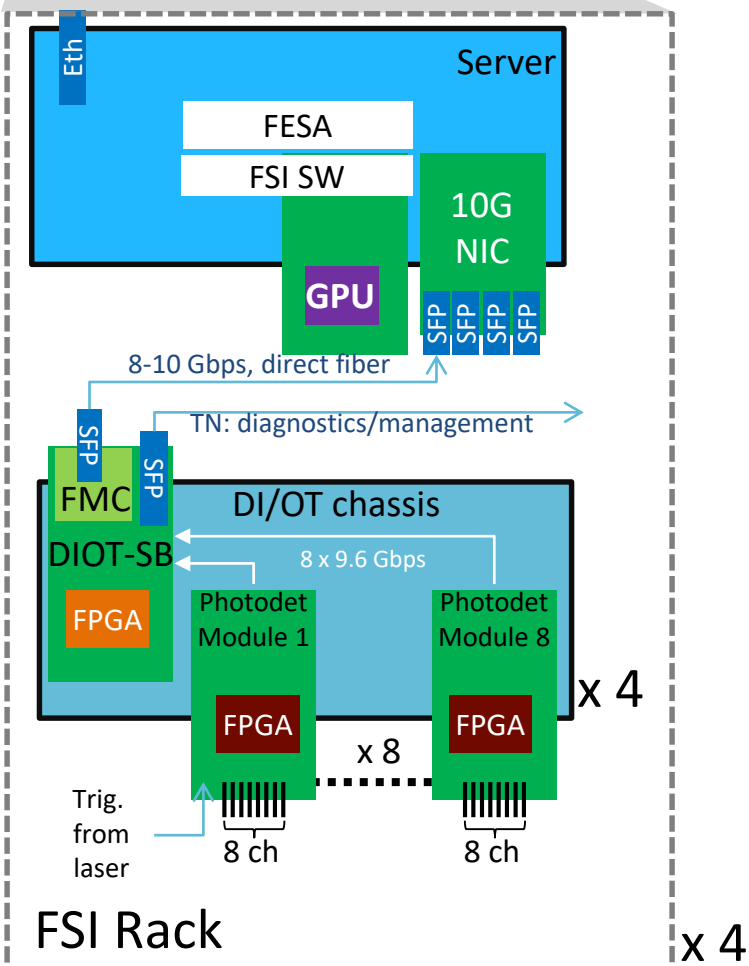 Eth
Server
FESA
FSI SW
10G
NIC
GPU
SFP
SFP
SFP
SFP
8-10 Gbps, direct fiber
SFP
TN: diagnostics/management
SFP
FMC
DI/OT chassis
DIOT-SB
8 x 9.6 Gbps
FPGA
Photodet
Module 1
Photodet
Module 8
x 4
FPGA
FPGA
x 8
Trig.
from
laser
8 ch
8 ch
FSI Rack
x 4